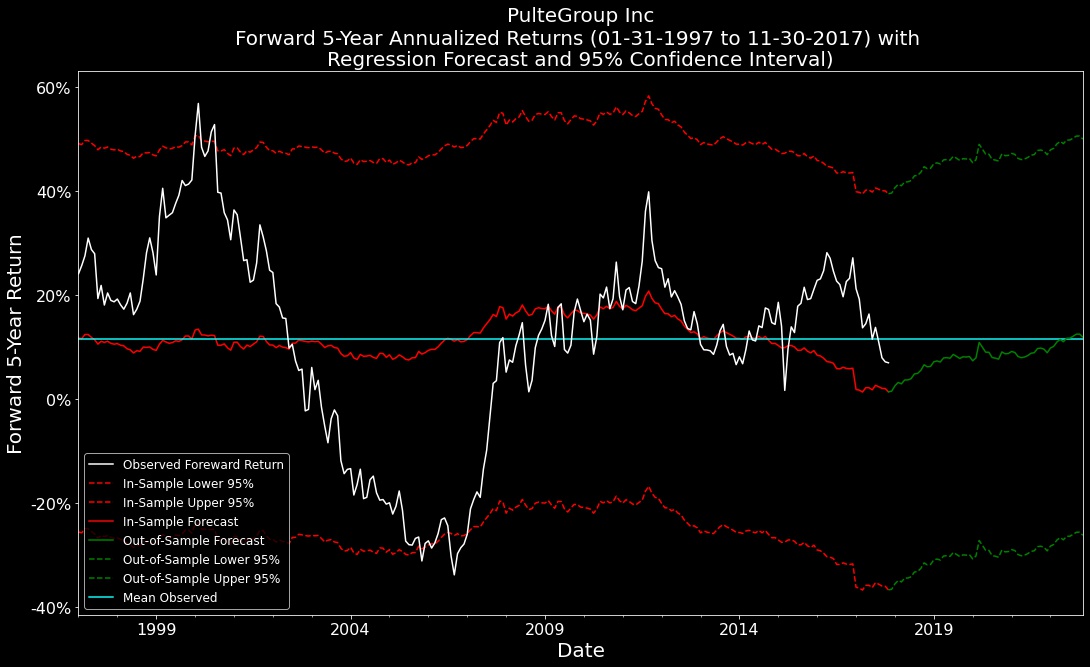 PulteGroup Inc
Forward 5-Year Annualized Returns (01-31-1997 to 11-30-2017) with
Regression Forecast and 95% Confidence Interval)
60%
40%
20%
0%
-20%
-40%
Forward 5-Year Return
Observed Foreward Return
In-Sample Lower 95%
In-Sample Upper 95%
In-Sample Forecast
Out-of-Sample Forecast
Out-of-Sample Lower 95%
Out-of-Sample Upper 95%
Mean Observed
1999
2004
2009
2014
2019
Date